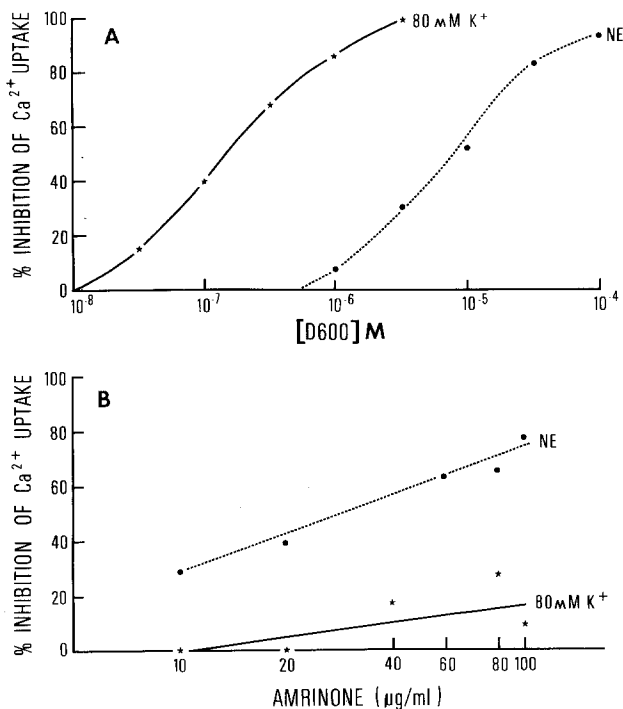 A
% INHIBITION OF Ca²⁺ UPTAKE
100
80
60
40
20
0
80 mM K⁺
NE
10⁻⁸
10⁻⁷
10⁻⁶
10⁻⁵
10⁻⁴
[D600] M
B
% INHIBITION OF Ca²⁺ UPTAKE
100
80
60
40
20
0
NE
80mM K⁺
10
20
40
60
80
100
AMRINONE (μg/ml)